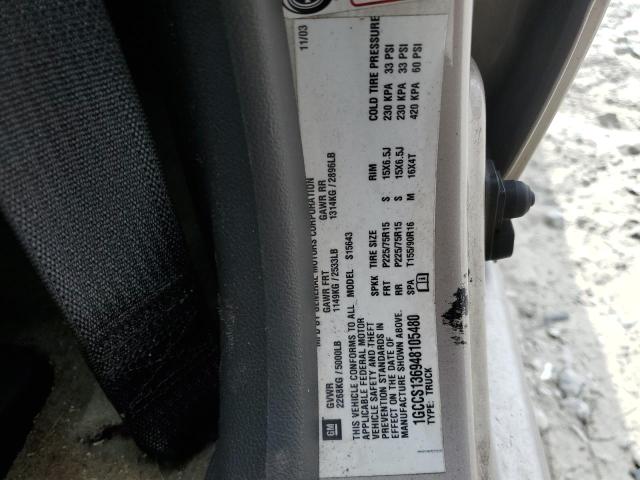 MFD BY GENERAL MOTORS CORPORATION
11/03
GM
GVWR
GAWR FRT
GAWR RR
2268KG / 5000LB
1149KG / 2533LB
1314KG / 2896LB
THIS VEHICLE CONFORMS TO ALL
APPLICABLE FEDERAL MOTOR
VEHICLE SAFETY AND THEFT
PREVENTION STANDARDS IN
EFFECT ON THE DATE OF
MANUFACTURE SHOWN ABOVE.
1GCCS136948105480
TYPE: TRUCK
MODEL S15643
SPKK TIRE SIZE RIM COLD TIRE PRESSURE
FRT P225/75R15 S 15X6.5J 230 KPA 33 PSI
RR P225/75R15 S 15X6.5J 230 KPA 33 PSI
SPA T155/90R16 M 16X4T 420 KPA 60 PSI